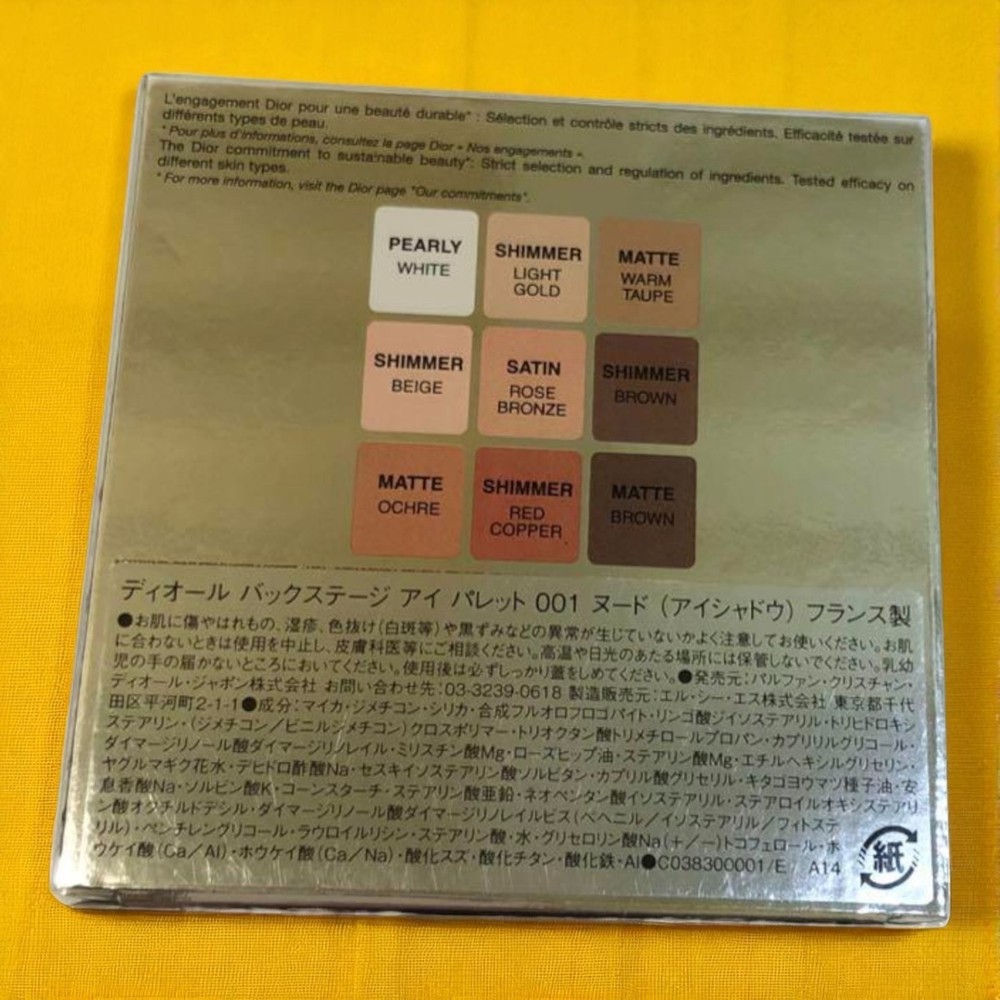 L'engagement Dior pour une beauté durable* : Sélection et contrôle stricts des ingrédients. Efficacité testée sur
différents types de peau.
* Pour plus d'informations, consultez la page Dior « Nos engagements ».
The Dior commitment to sustainable beauty*: Strict selection and regulation of ingredients. Tested efficacy on
different skin types.
* For more information, visit the Dior page "Our commitments".
PEARLY
WHITE
SHIMMER
LIGHT
GOLD
MATTE
WARM
TAUPE
SHIMMER
BEIGE
SATIN
ROSE
BRONZE
SHIMMER
BROWN
MATTE
OCHRE
SHIMMER
RED
COPPER
MATTE
BROWN
ディオール バックステージ アイ パレット 001 ヌード (アイシャドウ) フランス製
●お肌に傷やはれもの、湿疹、色抜け(白斑等)や黒ずみなどの異常が生じていないかよく注意してお使いください。お肌
に合わないときは使用を中止し、皮膚科医等にご相談ください。高温や日光のあたる場所には保管しないでください。乳幼
児の手の届かないところにおいてください。使用後は必ずしっかり蓋をしめてください。●発売元:パルファン・クリスチャン・
ディオール・ジャポン株式会社 お問い合わせ先:03-3239-0618 製造販売元:エル・シー・エス株式会社 東京都千代
田区平河町2-1-1●成分:マイカ・ジメチコン・シリカ・合成フルオロフロゴパイト・リンゴ酸ジイソステアリル・トリヒドロキシ
ステアリン・(ジメチコン/ビニルジメチコン)クロスポリマー・トリオクタン酸トリメチロールプロパン・カプリリルグリコール・
ダイマージリノール酸ダイマージリノレイル・ミリスチン酸Mg・ローズヒップ油・ステアリン酸Mg・エチルヘキシルグリセリン・
ヤグルマギク花水・デヒドロ酢酸Na・セスキイソステアリン酸ソルビタン・カプリル酸グリセリル・キタゴヨウマツ種子油・安
息香酸Na・ソルビン酸K・コーンスターチ・ステアリン酸亜鉛・ネオペンタン酸イソステアリル・ステアロイルオキシステアリ
ン酸オクチルドデシル・ダイマージリノール酸ダイマージリノレイルビス(ベヘニル/イソステアリル/フィトステ
リル)・ペンチレングリコール・ラウロイルリシン・ステアリン酸・水・グリセロリン酸Na(+/ー)トコフェロール・ホ
ウケイ酸(Ca/Al)・ホウケイ酸(Ca/Na)・酸化スズ・酸化チタン・酸化鉄・Al●C038300001/E A14
紙